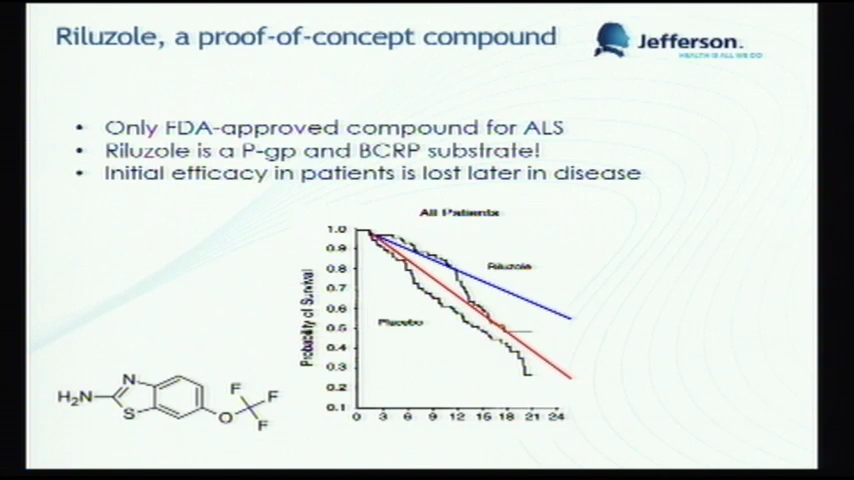 Riluzole, a proof-of-concept compound
Jefferson.
HEALTH IS ALL WE DO
• Only FDA-approved compound for ALS
• Riluzole is a P-gp and BCRP substrate!
• Initial efficacy in patients is lost later in disease
All Patients
Probability of Survival
1.0
0.9
0.8
0.7
0.6
0.5
0.4
0.3
0.2
0.1
Riluzole
Placebo
0 3 6 9 12 15 18 21 24
H₂N
N
S
O
F
F
F